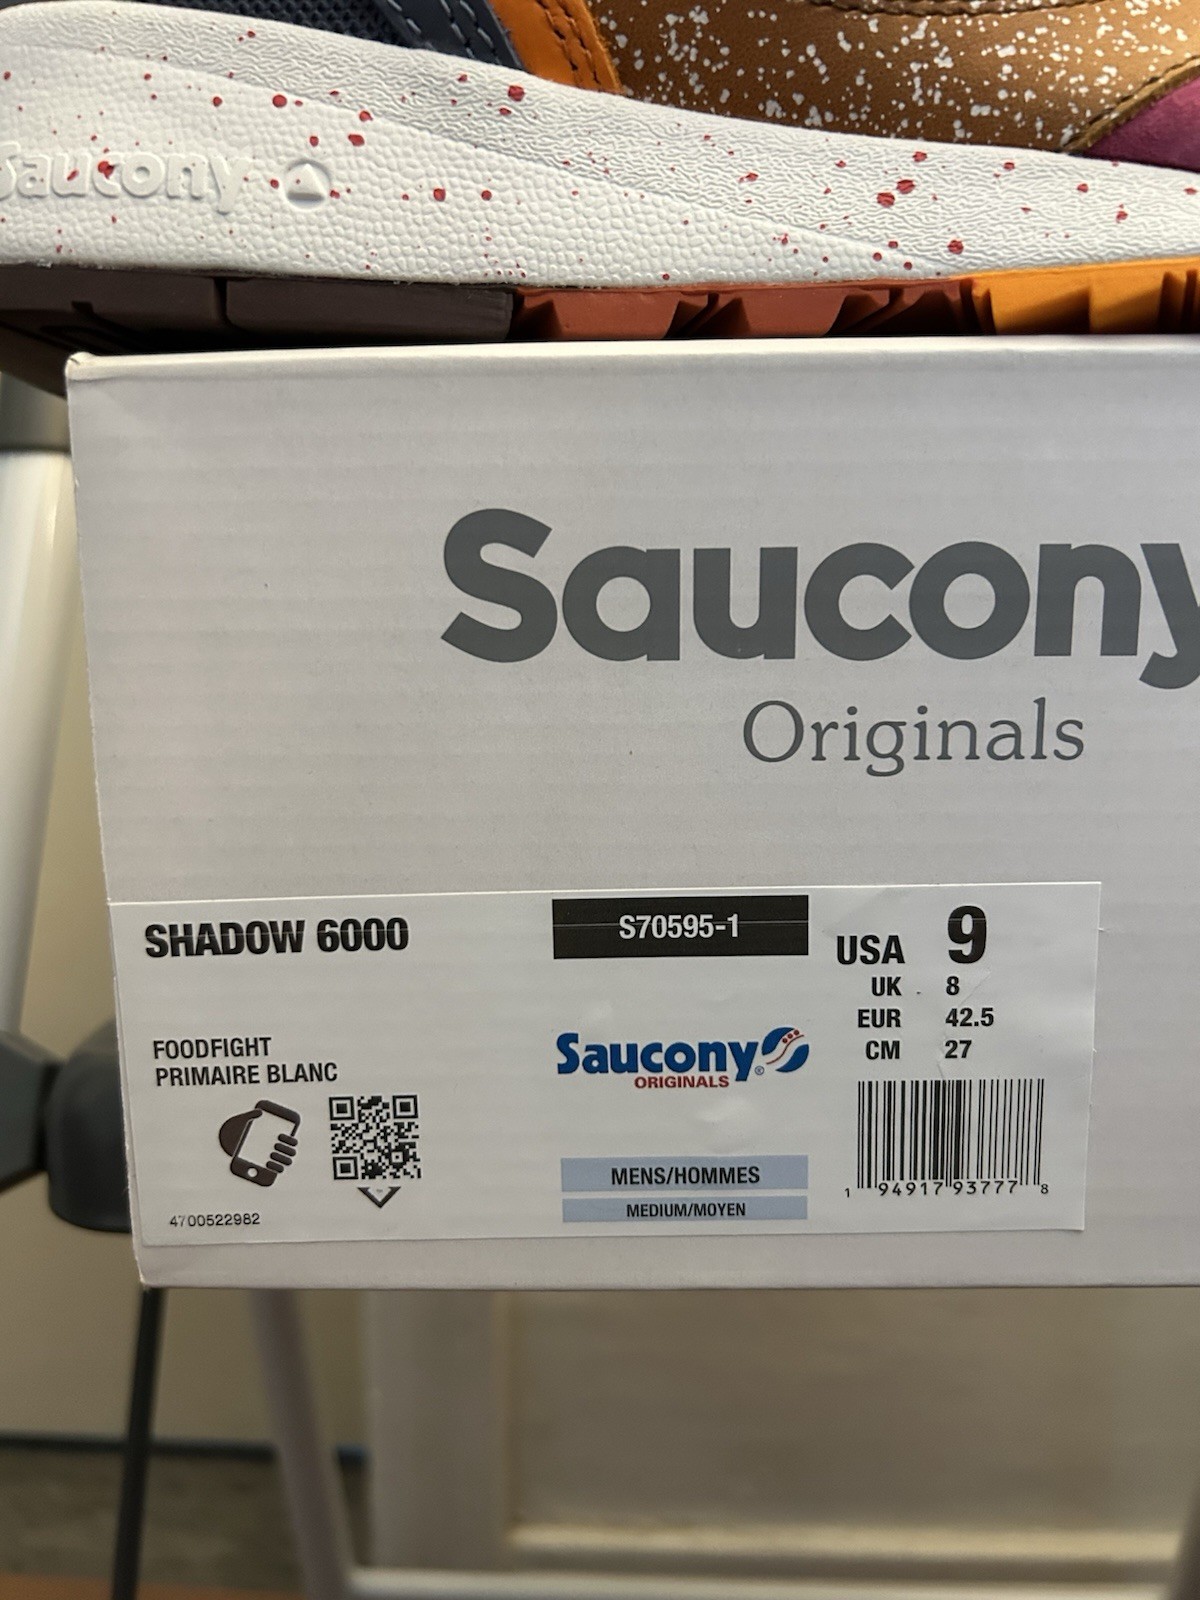 Saucony
Saucony
Originals
SHADOW 6000
S70595-1
USA 9
UK 8
EUR 42.5
CM 27
FOODFIGHT
PRIMAIRE BLANC
Saucony®
ORIGINALS
MENS/HOMMES
MEDIUM/MOYEN
4700522982
1 94917 93777 8